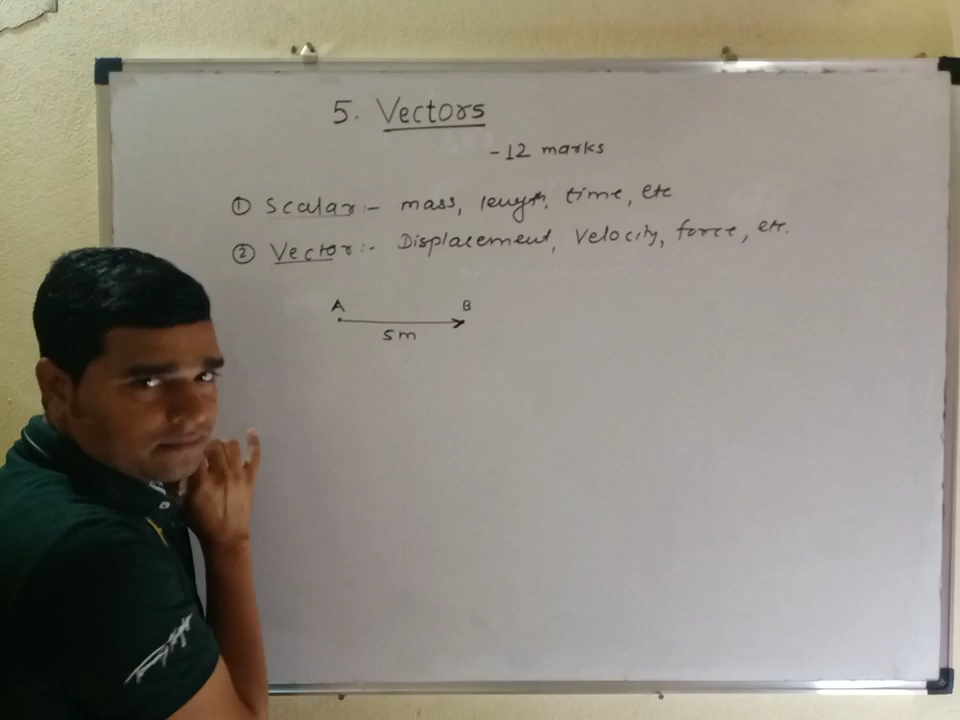 5. Vectors
- 12 marks
① Scalar :- mass, length, time, etc
② Vector :- Displacement, Velocity, force, etc.
A B
5m